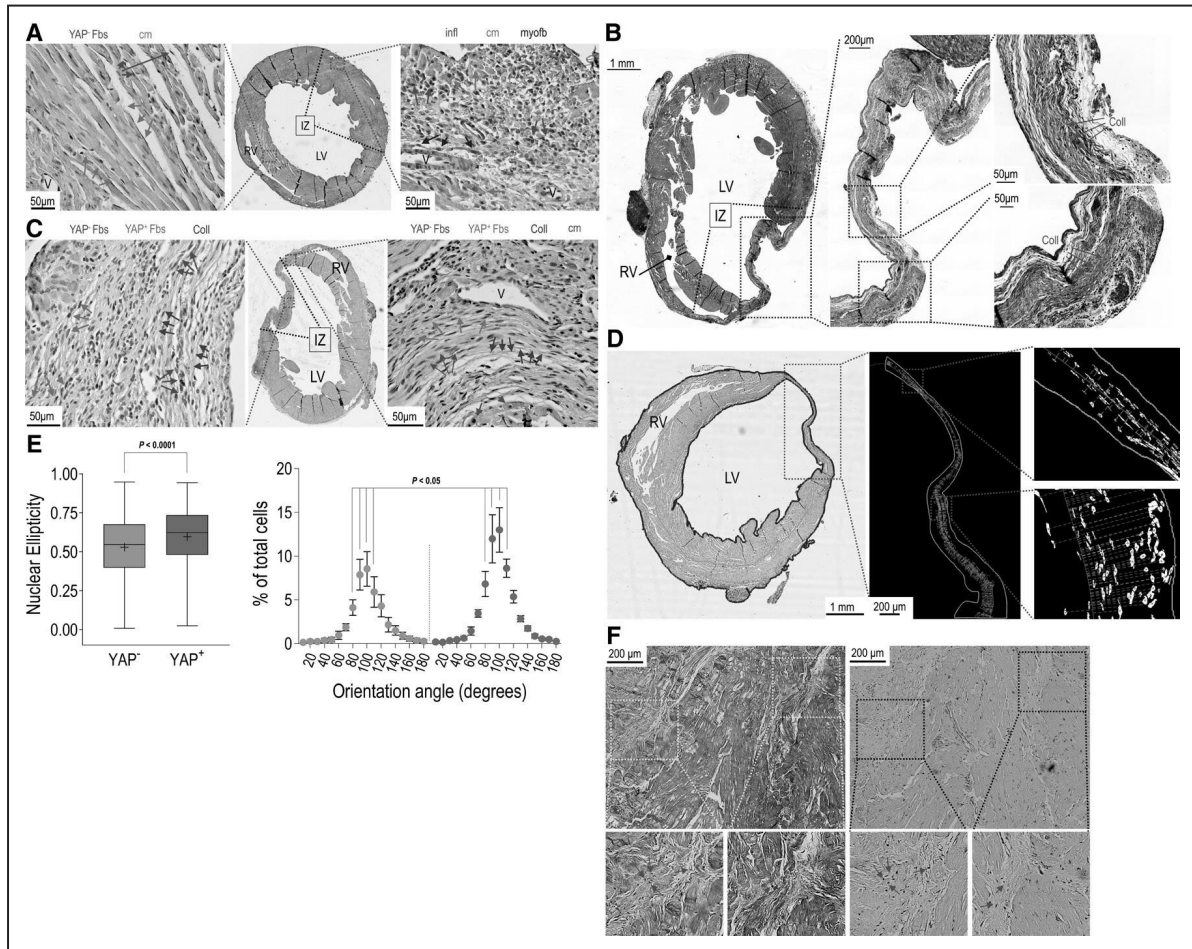 A
YAP- Fbs cm
infl cm myofb
V
50µm
IZ
RV
LV
V
V
50µm
B
1 mm
200µm
LV
IZ
RV
Coll
50µm
50µm
Coll
C
YAP- Fbs YAP+ Fbs Coll
YAP- Fbs YAP+ Fbs Coll cm
50µm
RV
IZ
LV
V
50µm
D
RV
LV
1 mm
200 µm
E
P < 0.0001
1.00
0.75
0.50
0.25
0.00
Nuclear Ellipticity
YAP-
YAP+
P < 0.05
20
15
10
5
0
% of total cells
20 40 60 80 100 120 140 160 180 20 40 60 80 100 120 140 160 180
Orientation angle (degrees)
F
200 µm
200 µm